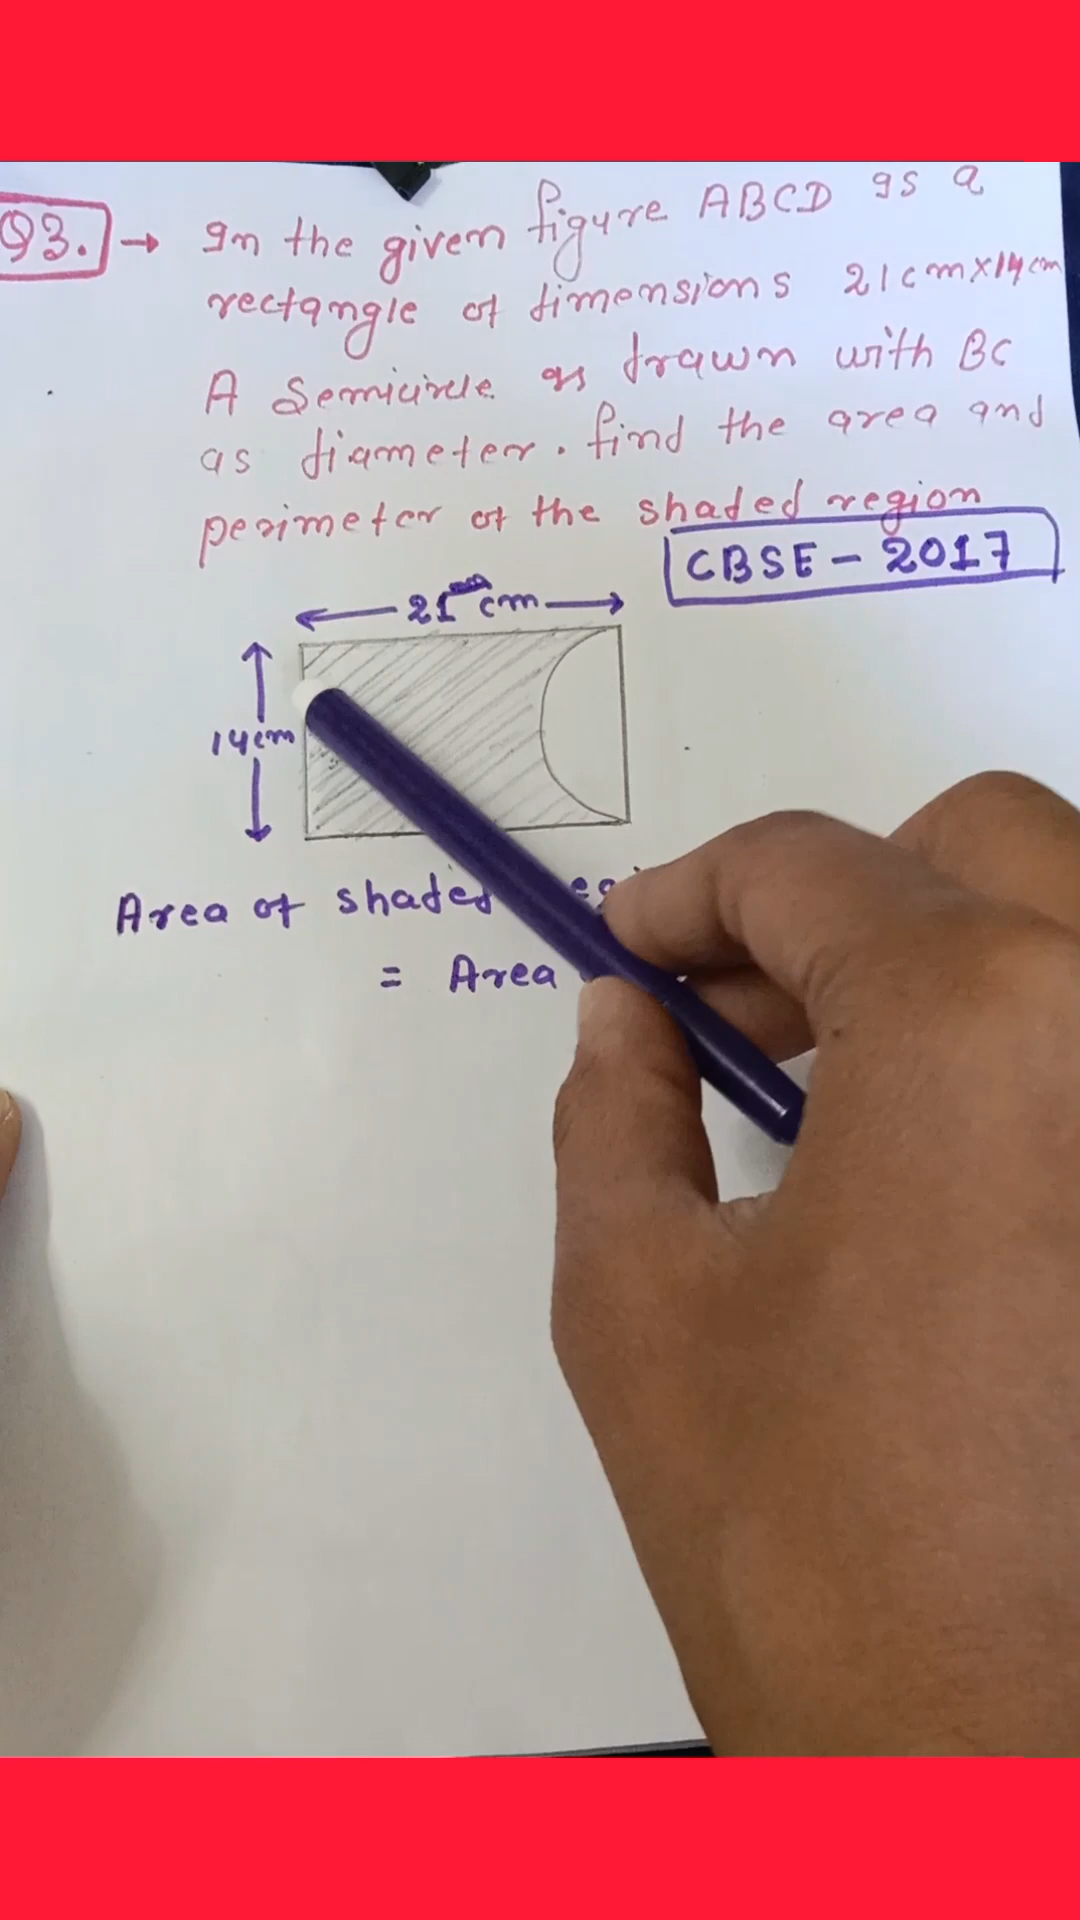 Q3. → In the given figure ABCD is a
rectangle of dimensions 21cm×14cm
A Semicircle is drawn with BC
as diameter. find the area and
perimeter of the shaded region
CBSE - 2017
21 cm
14cm
Area of shaded
= Area